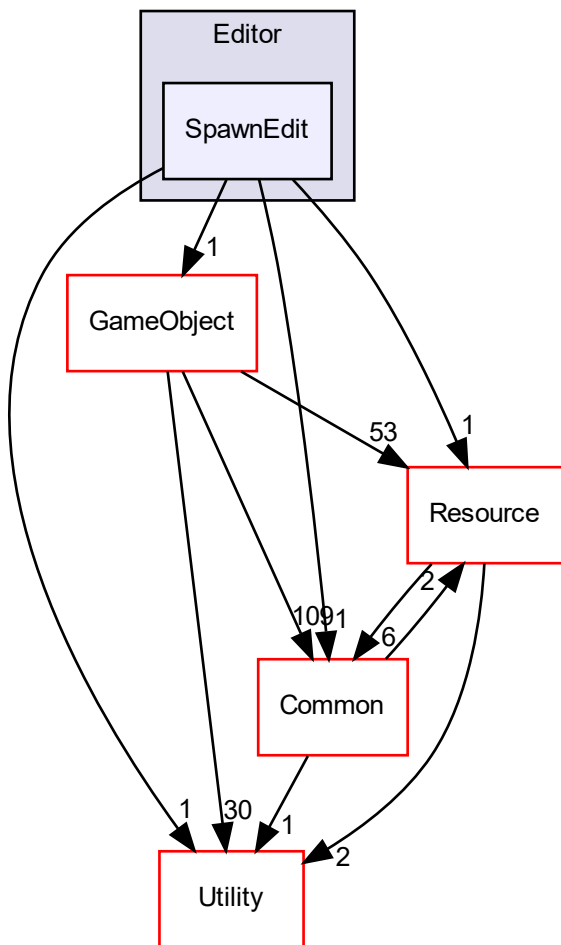 Editor
SpawnEdit
1
GameObject
53
1
Resource
2
109
1
6
Common
1
30
1
2
Utility